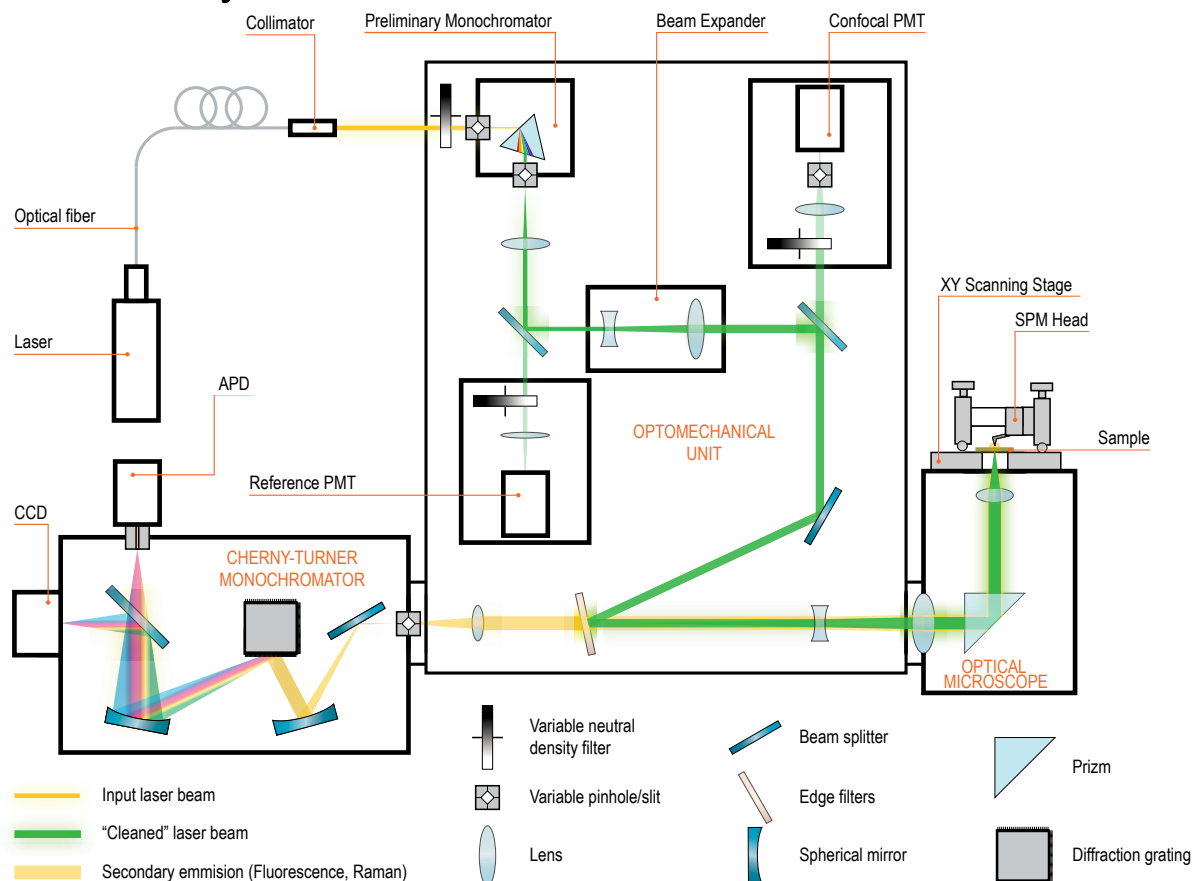 Collimator
Preliminary Monochromator
Beam Expander
Confocal PMT
Optical fiber
XY Scanning Stage
SPM Head
Laser
APD
OPTOMECHANICAL
UNIT
Sample
Reference PMT
CCD
CHERNY-TURNER
MONOCHROMATOR
OPTICAL
MICROSCOPE
Variable neutral
density filter
Beam splitter
Prizm
Input laser beam
Variable pinhole/slit
Edge filters
“Cleaned” laser beam
Lens
Spherical mirror
Diffraction grating
Secondary emmision (Fluorescence, Raman)